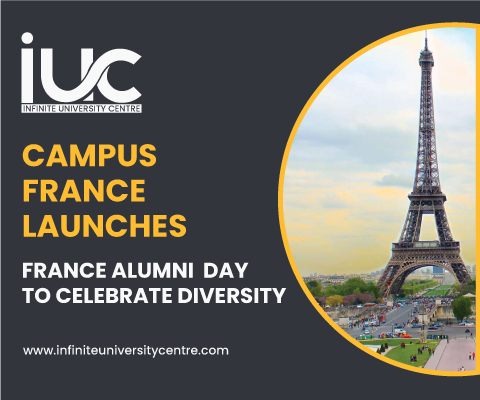 iuc
INFINITE UNIVERSITY CENTRE
CAMPUS
FRANCE
LAUNCHES
FRANCE ALUMNI DAY
TO CELEBRATE DIVERSITY
www.infiniteuniversitycentre.com